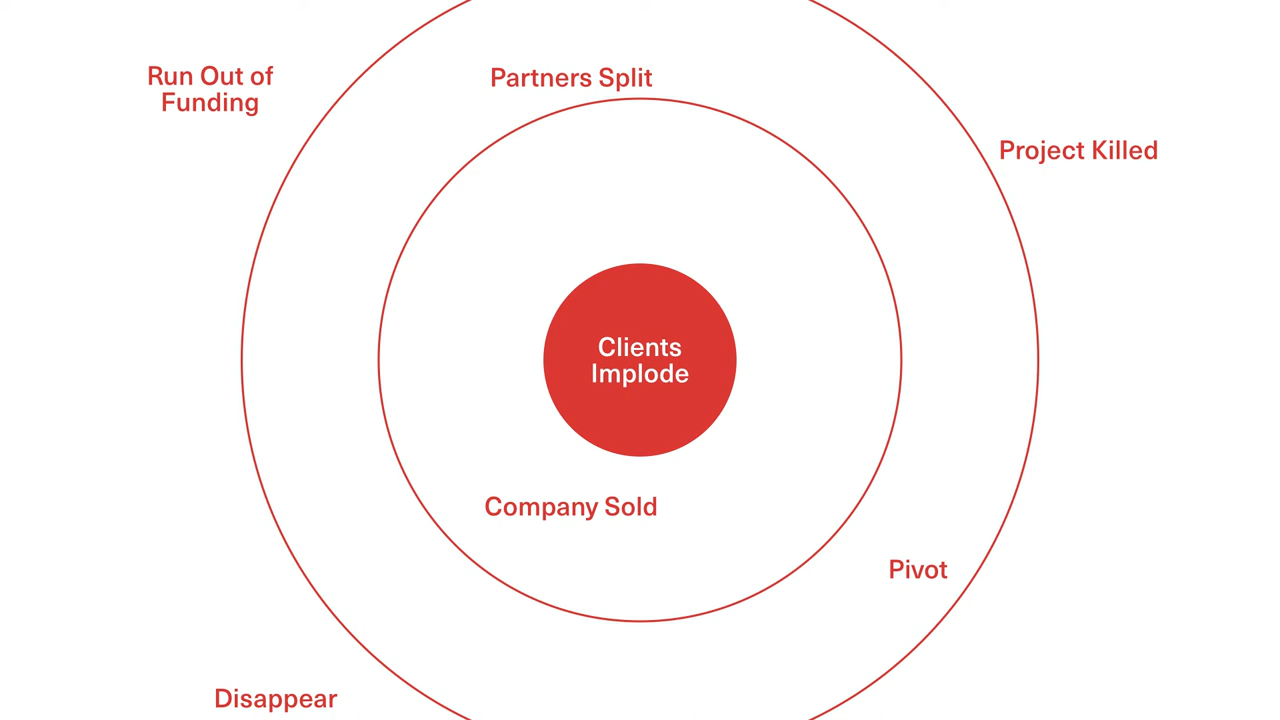 Run Out of
Funding
Partners Split
Project Killed
Clients
Implode
Company Sold
Pivot
Disappear